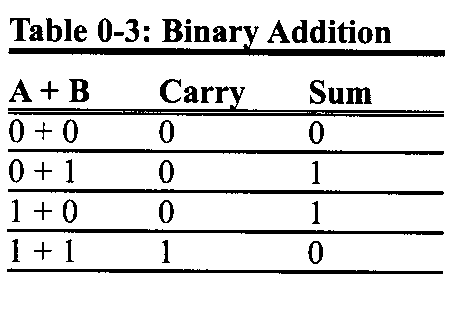 Table 0-3: Binary Addition
A + B Carry Sum
0 + 0 0 0
0 + 1 0 1
1 + 0 0 1
1 + 1 1 0